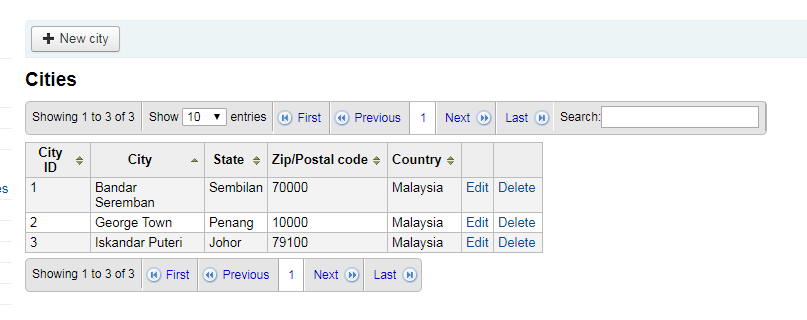 New city
Cities
Showing 1 to 3 of 3 Show 10 entries First Previous 1 Next Last Search:
City ID City State Zip/Postal code Country
1 Bandar Seremban Sembilan 70000 Malaysia Edit Delete
2 George Town Penang 10000 Malaysia Edit Delete
es
3 Iskandar Puteri Johor 79100 Malaysia Edit Delete
Showing 1 to 3 of 3 First Previous 1 Next Last